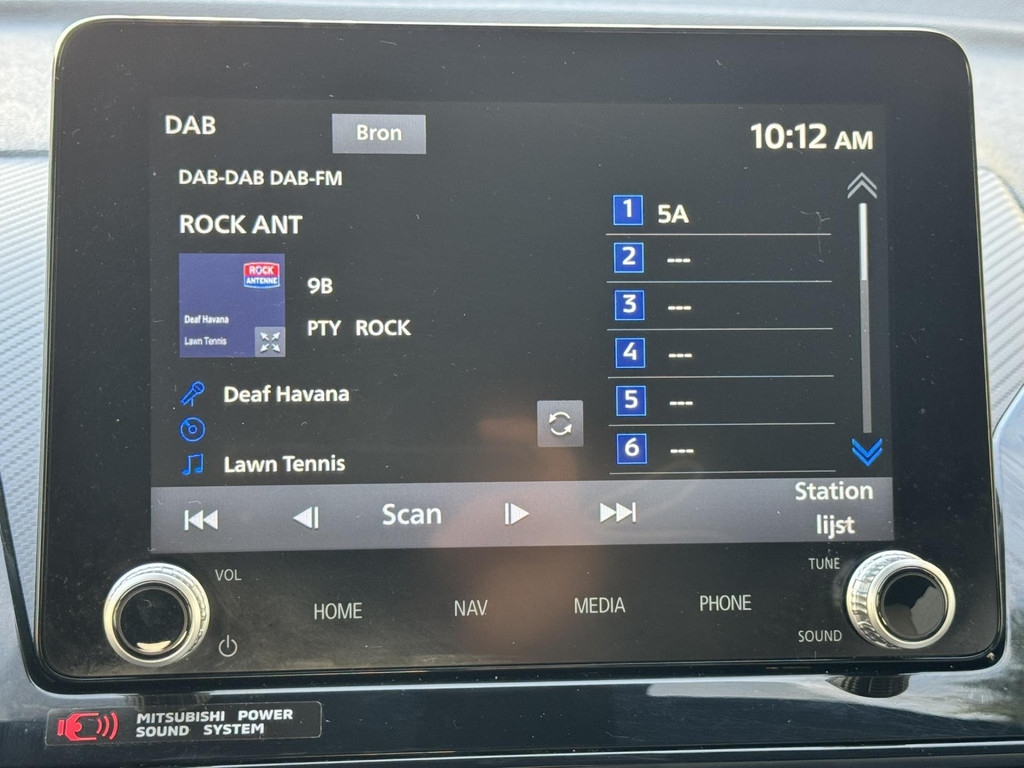 DAB
Bron
10:12 AM
DAB-DAB DAB-FM
ROCK ANT
ROCK
ANTENNE
Deaf Havana
Lawn Tennis
9B
PTY ROCK
Deaf Havana
Lawn Tennis
1 5A
2 ---
3 ---
4 ---
5 ---
6 ---
Scan
Station
lijst
VOL
HOME
NAV
MEDIA
PHONE
TUNE
SOUND
MITSUBISHI POWER
SOUND SYSTEM